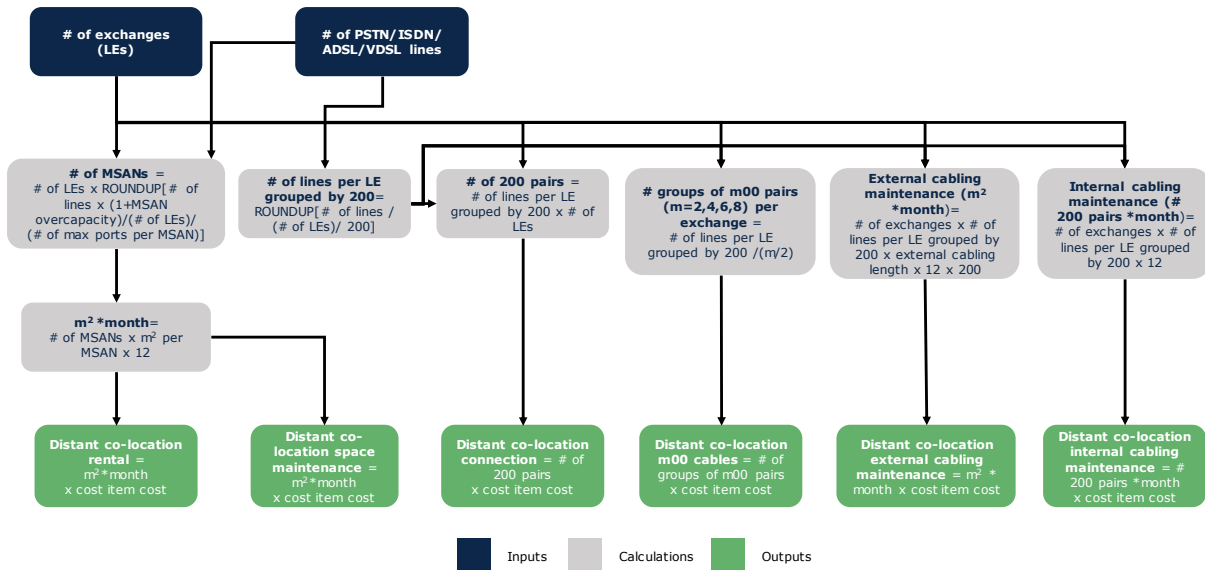 # of exchanges
(LEs)
# of PSTN/ISDN/
ADSL/VDSL lines
# of MSANs =
# of LEs x ROUNDUP[# of
lines x (1+MSAN
overcapacity)/(# of LEs)/
(# of max ports per MSAN)]
# of lines per LE
grouped by 200=
ROUNDUP[# of lines /
(# of LEs)/ 200]
# of 200 pairs =
# of lines per LE
grouped by 200 x # of
LEs
# groups of m00 pairs
(m=2,4,6,8) per
exchange =
# of lines per LE
grouped by 200 /(m/2)
External cabling
maintenance (m²
*month)=
# of exchanges x # of
lines per LE grouped by
200 x external cabling
length x 12 x 200
Internal cabling
maintenance (#
200 pairs *month)=
# of exchanges x # of
lines per LE grouped
by 200 x 12
m² *month=
# of MSANs x m² per
MSAN x 12
Distant co-location
rental =
m²*month
x cost item cost
Distant co-
location space
maintenance =
m²*month
x cost item cost
Distant co-location
connection = # of
200 pairs
x cost item cost
Distant co-location
m00 cables = # of
groups of m00 pairs
x cost item cost
Distant co-location
external cabling
maintenance = m² *
month x cost item cost
Distant co-location
internal cabling
maintenance = #
200 pairs *month
x cost item cost
Inputs
Calculations
Outputs